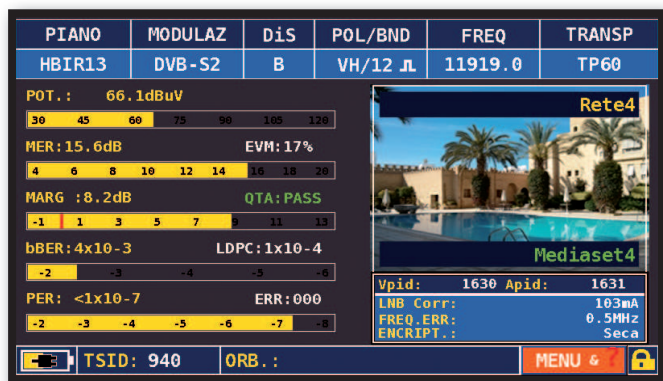 PIANO MODULAZ DiS POL/BND FREQ TRANSP
HBIR13 DVB-S2 B VH/12 11919.0 TP60
POT.: 66.1dBuV
30 45 60 75 90 105 120
MER:15.6dB EVM:17%
4 6 8 10 12 14 16 18 20
MARG :8.2dB QTA:PASS
-1 1 3 5 7 9 11 13
bBER:4x10-3 LDPC:1x10-4
-2 -3 -4 -5 -6
PER: <1x10-7 ERR:000
-2 -3 -4 -5 -6 -7 -8
Rete4
Mediaset4
Vpid: 1630 Apid: 1631
LNB Corr: 103mA
FREQ.ERR: 0.5MHz
ENCRIPT.: Seca
TSID: 940 ORB.: MENU & ?